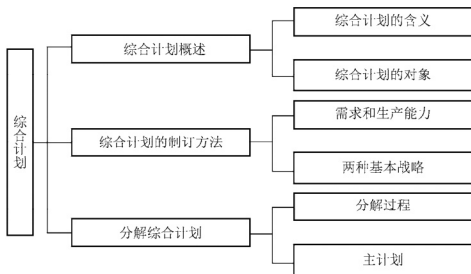 综合计划
综合计划概述
综合计划的含义
综合计划的对象
综合计划的制订方法
需求和生产能力
两种基本战略
分解综合计划
分解过程
主计划